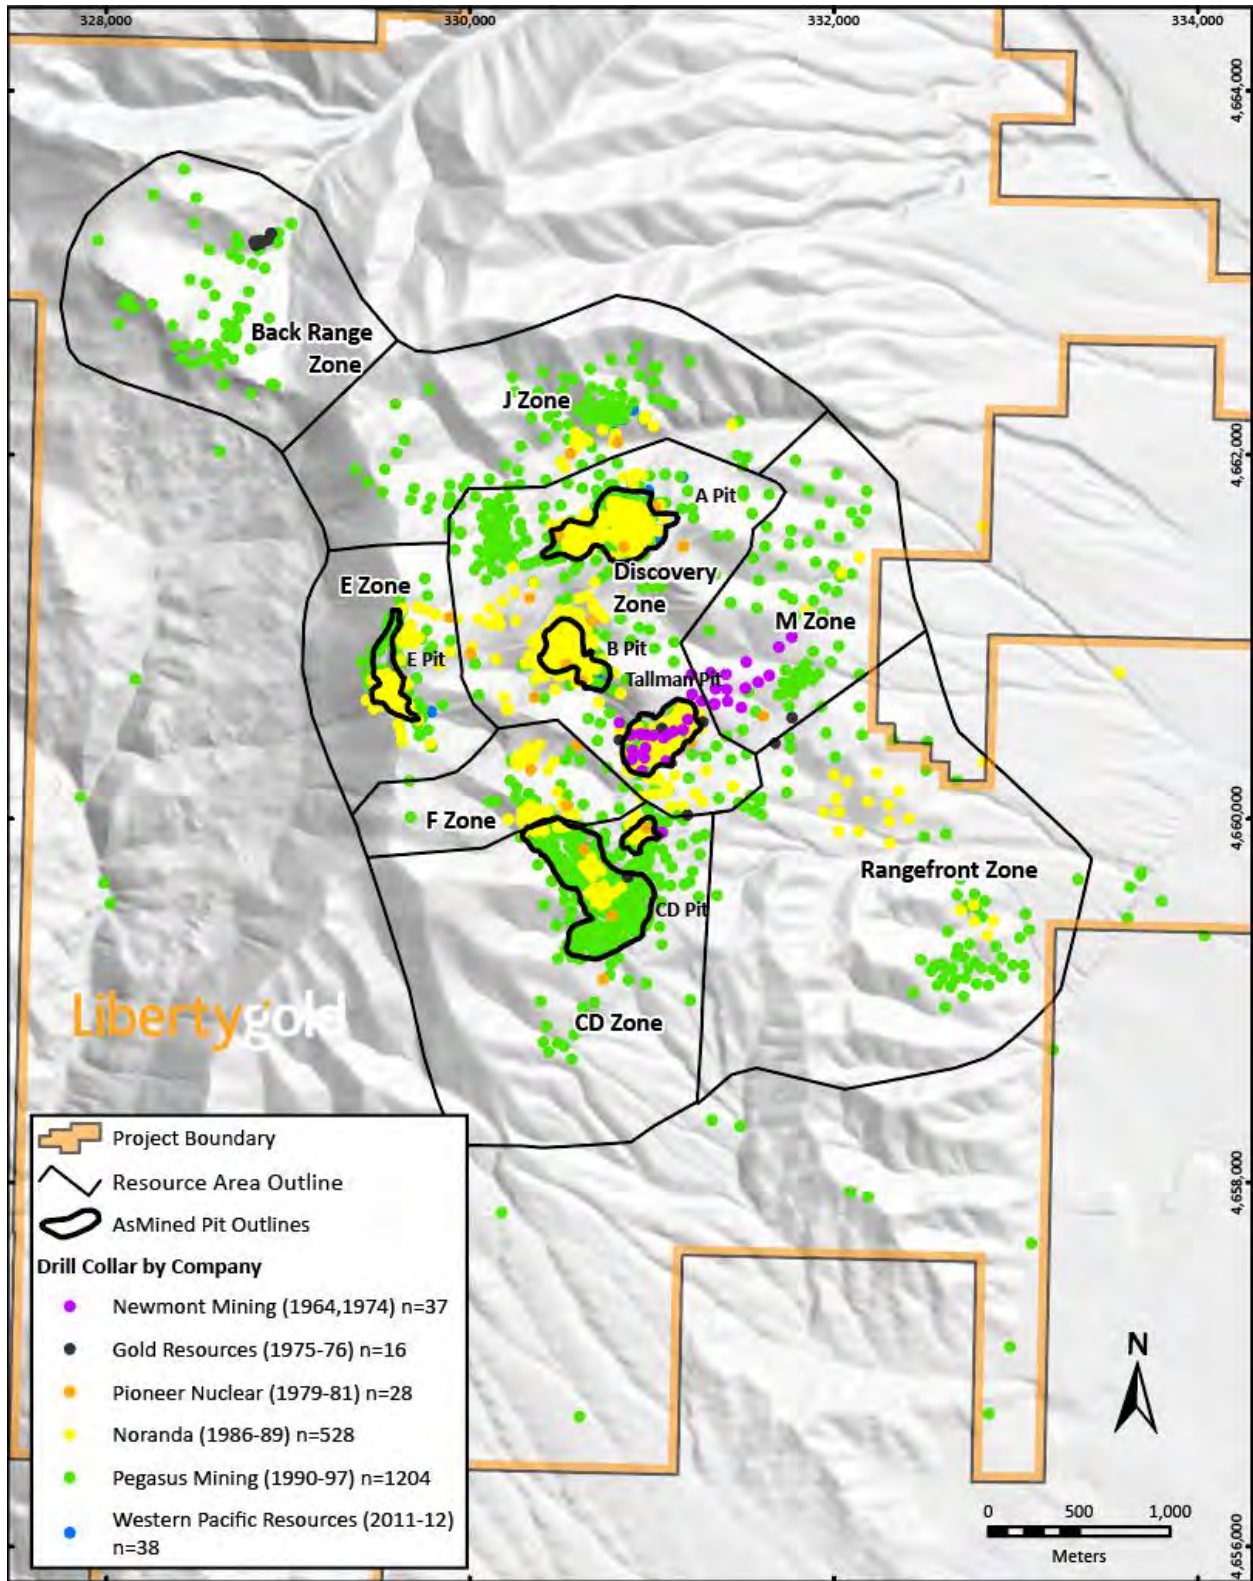 328,000
330,000
332,000
334,000
4,664,000
Back Range
Zone
J Zone
4,662,000
A Pit
Discovery
Zone
E Zone
M Zone
B Pit
E Pit
Tallman Pit
F Zone
4,660,000
Rangefront Zone
CD Pit
Libertygold
CD Zone
Project Boundary
Resource Area Outline
4,658,000
AsMined Pit Outlines
Drill Collar by Company
Newmont Mining (1964,1974) n=37
Gold Resources (1975-76) n=16
Pioneer Nuclear (1979-81) n=28
Noranda (1986-89) n=528
Pegasus Mining (1990-97) n=1204
Western Pacific Resources (2011-12)
n=38
N
0 500 1,000
Meters
4,656,000